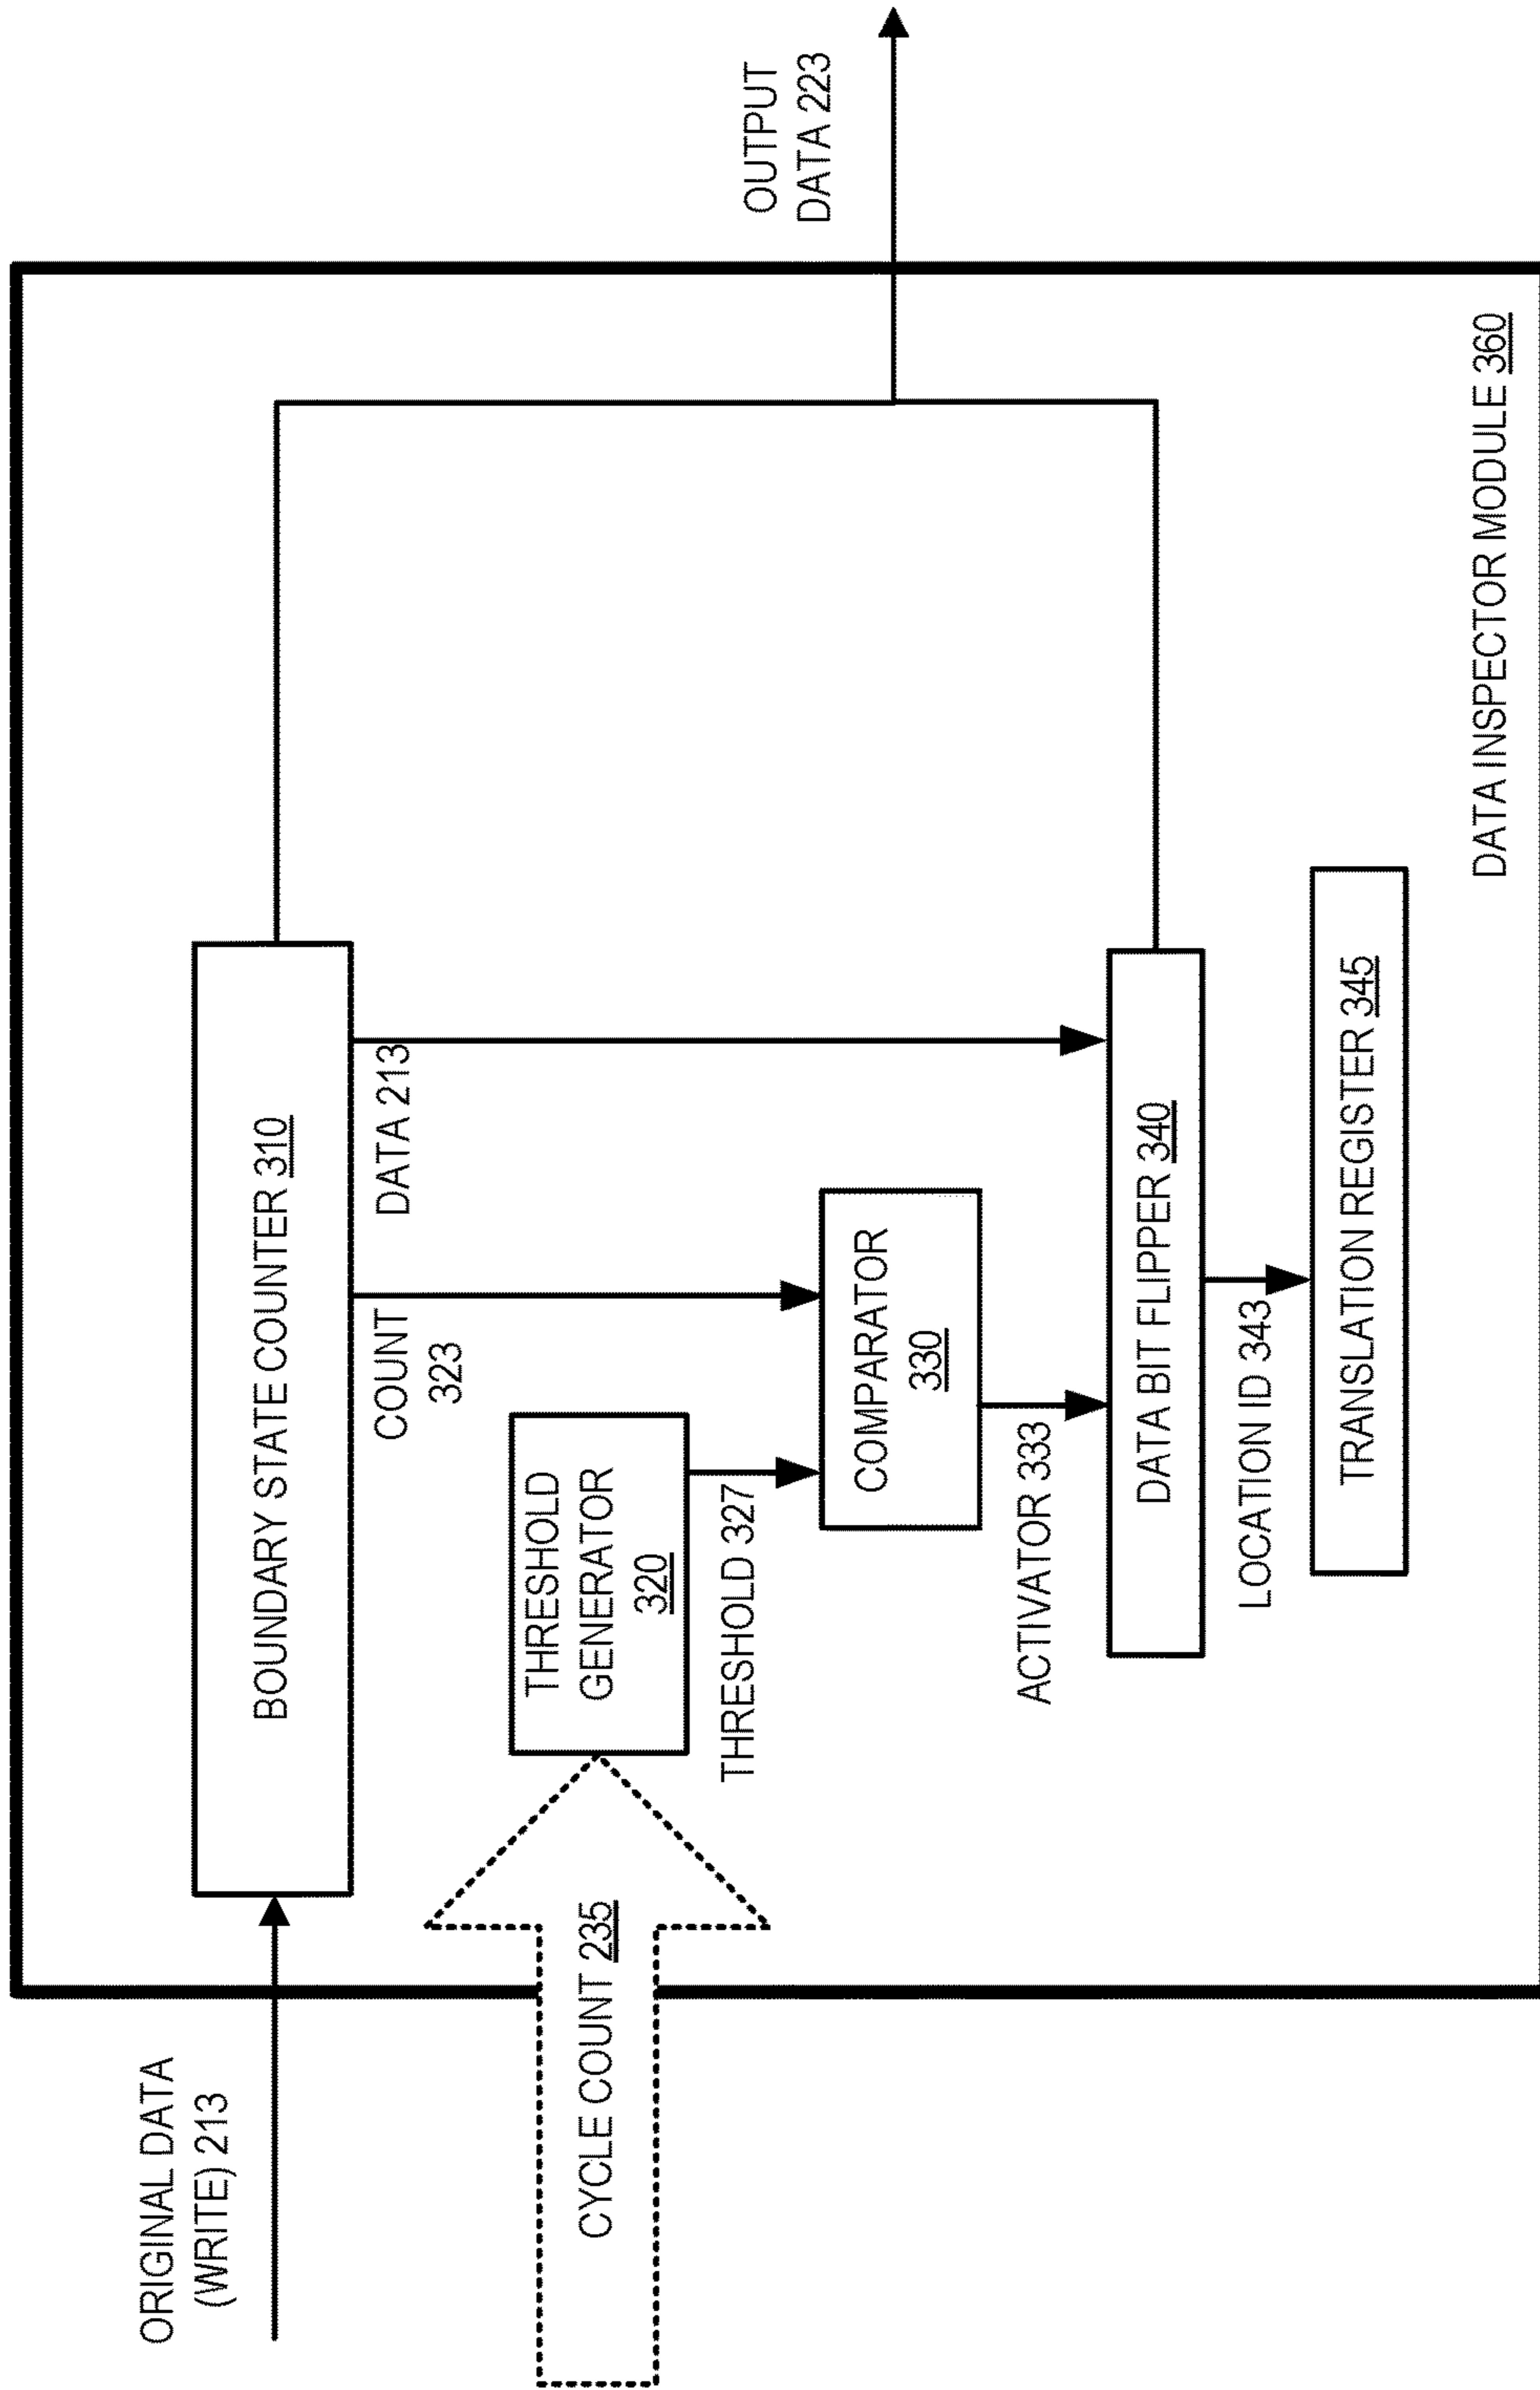 ORIGINAL DATA
(WRITE) 213
BOUNDARY STATE COUNTER 310
OUTPUT
DATA 223
COUNT
323
DATA 213
CYCLE COUNT 235
THRESHOLD
GENERATOR
320
THRESHOLD 327
COMPARATOR
330
ACTIVATOR 333
DATA BIT FLIPPER 340
LOCATION ID 343
TRANSLATION REGISTER 345
DATA INSPECTOR MODULE 360